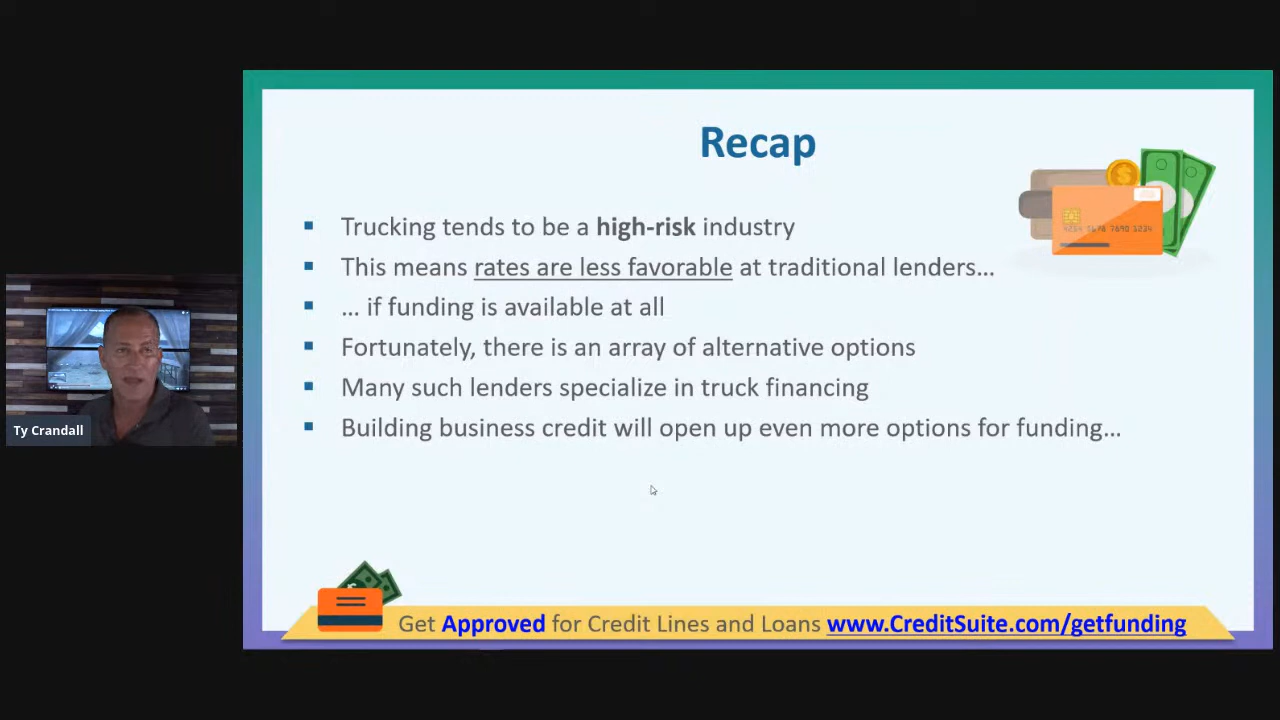 Recap
Trucking tends to be a high-risk industry
This means rates are less favorable at traditional lenders...
... if funding is available at all
Fortunately, there is an array of alternative options
Many such lenders specialize in truck financing
Building business credit will open up even more options for funding...
Ty Crandall
Get Approved for Credit Lines and Loans www.CreditSuite.com/getfunding